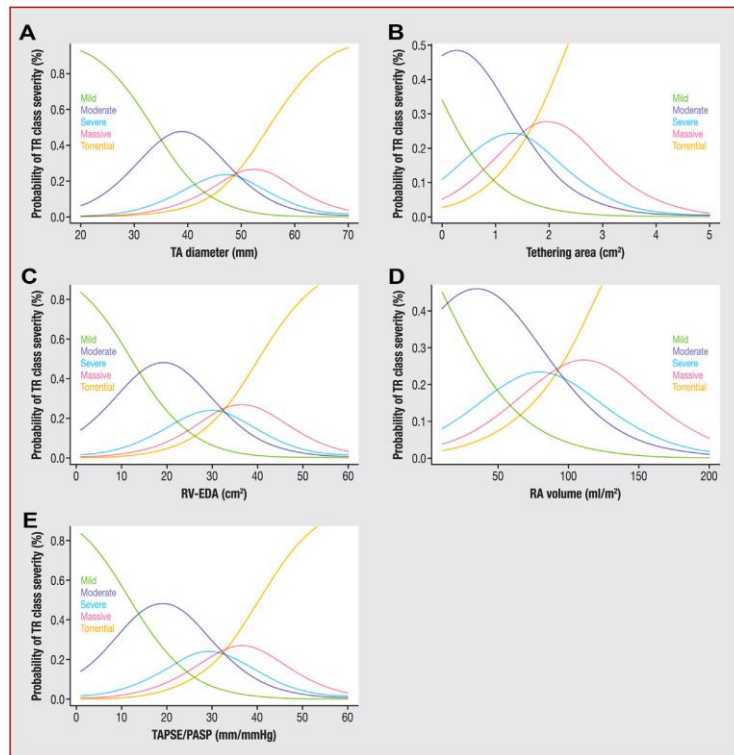 A
Probability of TR class severity (%)
0.8
0.6
0.4
0.2
0.0
Mild
Moderate
Severe
Massive
Torrential
20 30 40 50 60 70
TA diameter (mm)
B
Probability of TR class severity (%)
0.5
0.4
0.3
0.2
0.1
0.0
Mild
Moderate
Severe
Massive
Torrential
0 1 2 3 4 5
Tethering area (cm²)
C
Probability of TR class severity (%)
0.8
0.6
0.4
0.2
0.0
Mild
Moderate
Severe
Massive
Torrential
0 10 20 30 40 50 60
RV-EDA (cm²)
D
Probability of TR class severity (%)
0.4
0.3
0.2
0.1
0.0
Mild
Moderate
Severe
Massive
Torrential
50 100 150 200
RA volume (ml/m²)
E
Probability of TR class severity (%)
0.8
0.6
0.4
0.2
0.0
Mild
Moderate
Severe
Massive
Torrential
0 10 20 30 40 50 60
TAPSE/PASP (mm/mmHg)